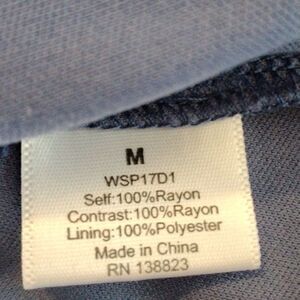 M
WSP17D1
Self:100%Rayon
Contrast:100%Rayon
Lining:100%Polyester
Made in China
RN 138823